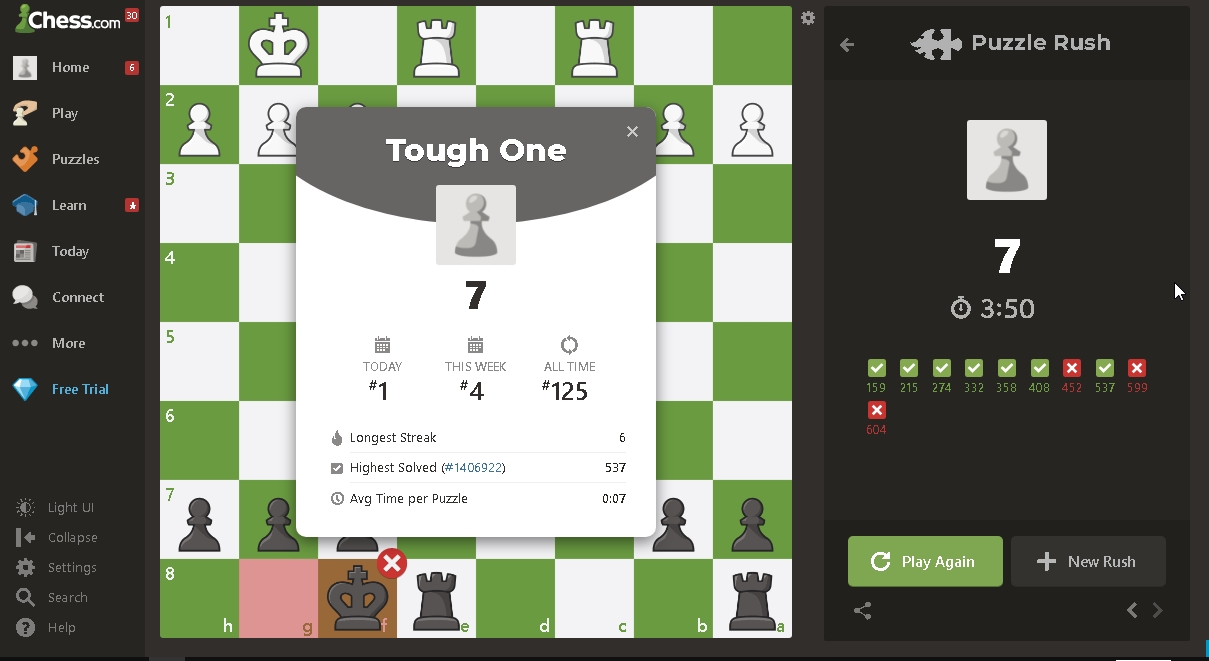 Chess.com 30
Home 6
Play
Puzzles
Learn
Today
Connect
More
Free Trial
Light UI
Collapse
Settings
Search
Help
1
2
3
4
5
6
7
8
h g f e d c b a
Tough One
×
7
TODAY THIS WEEK ALL TIME
#1 #4 #125
Longest Streak 6
Highest Solved (#1406922) 537
Avg Time per Puzzle 0:07
Puzzle Rush
7
3:50
159 215 274 332 358 408 452 537 599
604
Play Again
New Rush